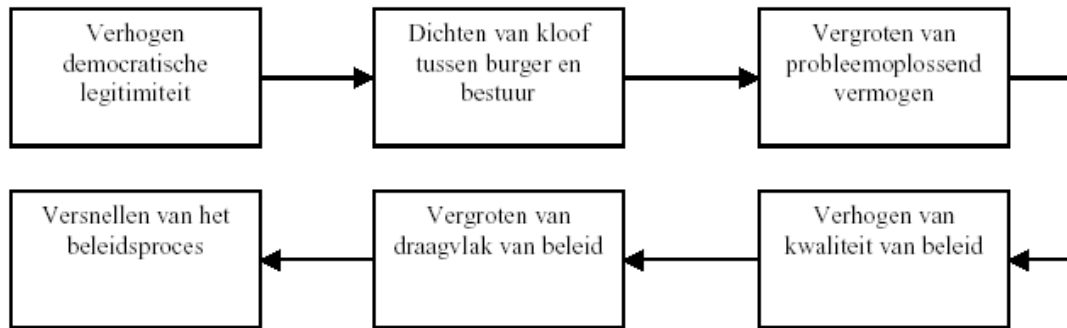 Verhogen
democratische
legitimiteit
Dichten van kloof
tussen burger en
bestuur
Vergroten van
probleemoplossend
vermogen
Verhogen van
kwaliteit van beleid
Vergroten van
draagvlak van beleid
Versnellen van het
beleidsproces